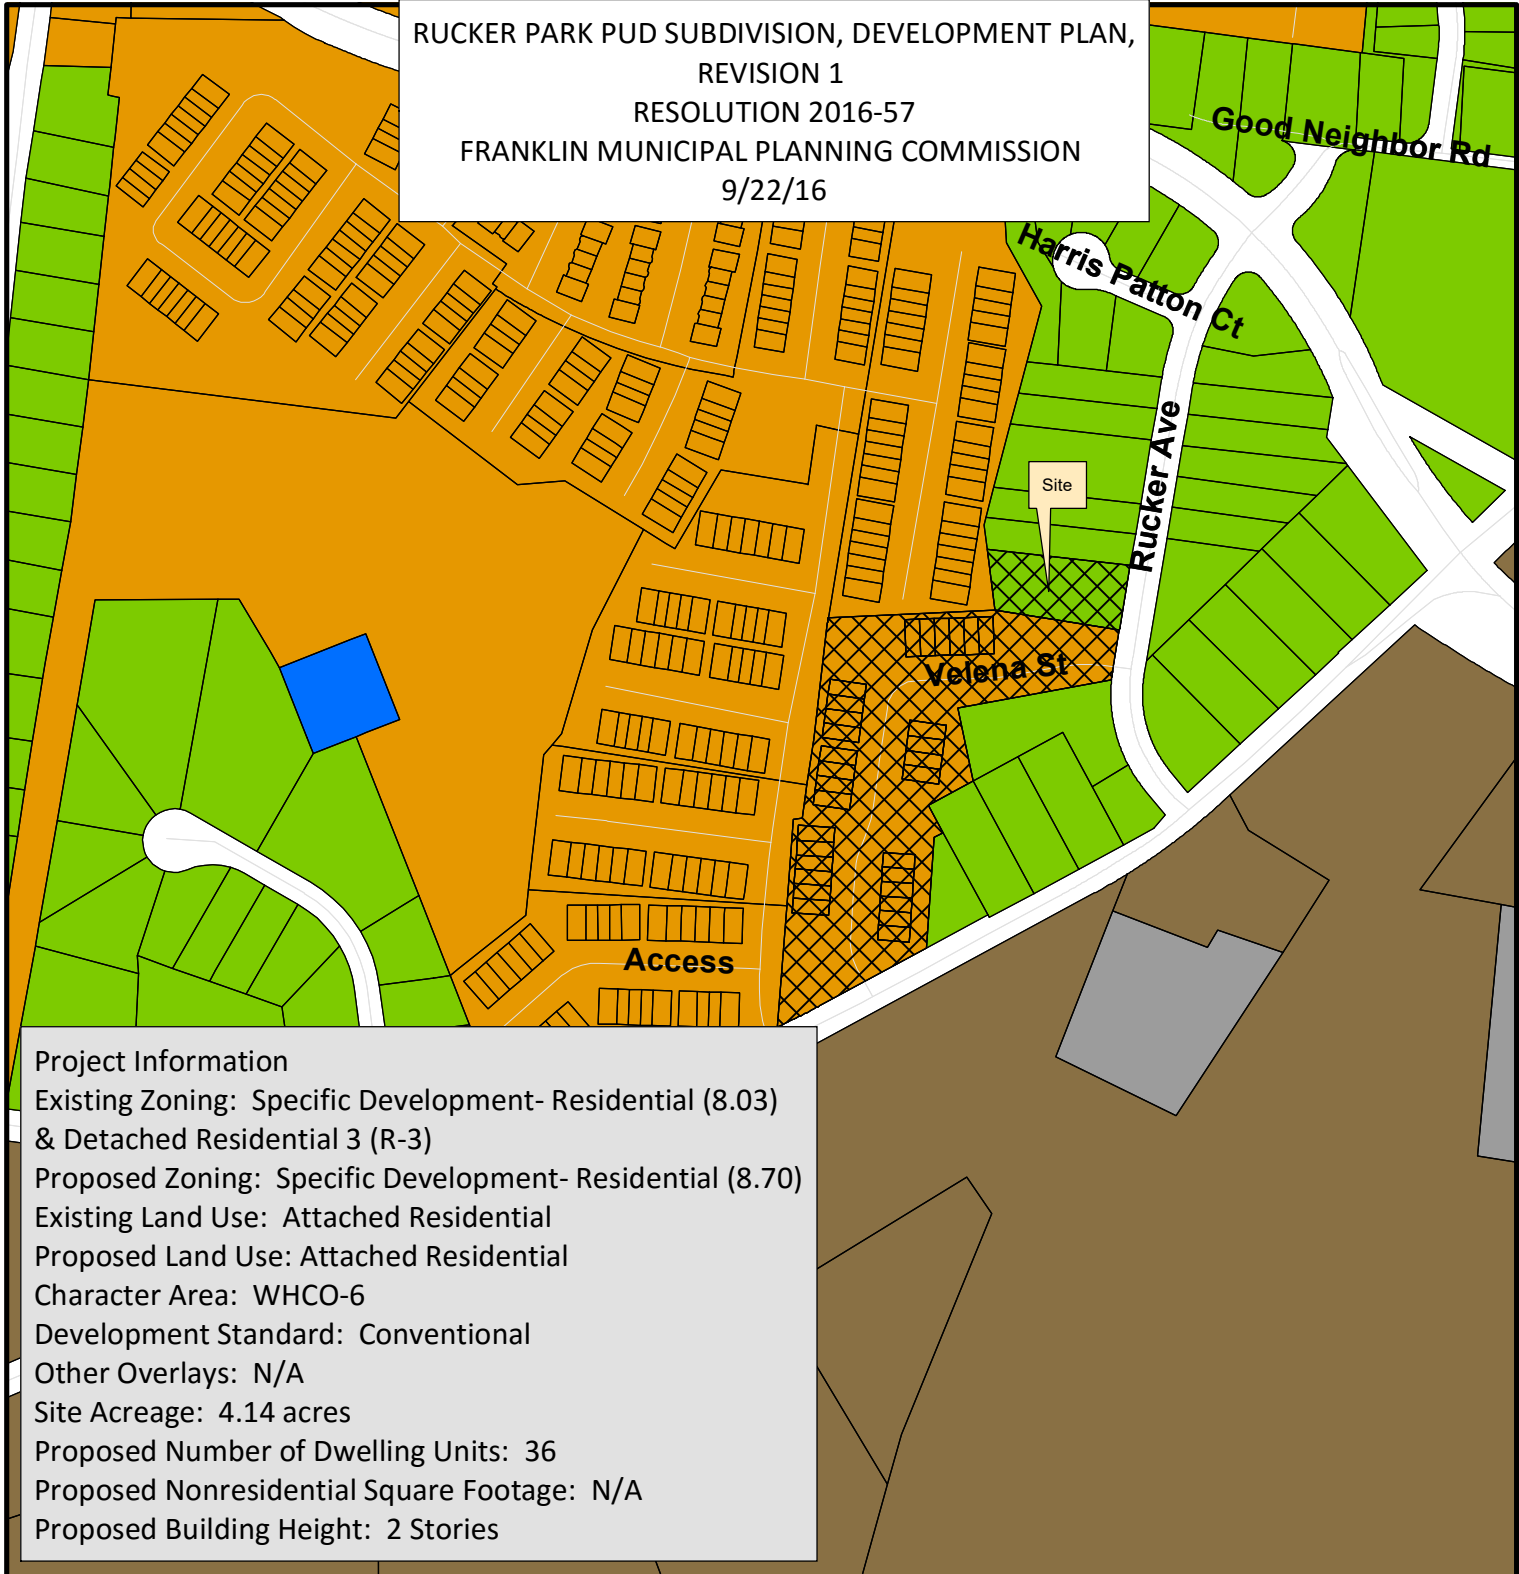 RUCKER PARK PUD SUBDIVISION, DEVELOPMENT PLAN,
REVISION 1
RESOLUTION 2016-57
FRANKLIN MUNICIPAL PLANNING COMMISSION
9/22/16
Good Neighbor Rd
Harris Patton Ct
Rucker Ave
Site
Velena St
Access
Project Information
Existing Zoning: Specific Development- Residential (8.03)
& Detached Residential 3 (R-3)
Proposed Zoning: Specific Development- Residential (8.70)
Existing Land Use: Attached Residential
Proposed Land Use: Attached Residential
Character Area: WHCO-6
Development Standard: Conventional
Other Overlays: N/A
Site Acreage: 4.14 acres
Proposed Number of Dwelling Units: 36
Proposed Nonresidential Square Footage: N/A
Proposed Building Height: 2 Stories